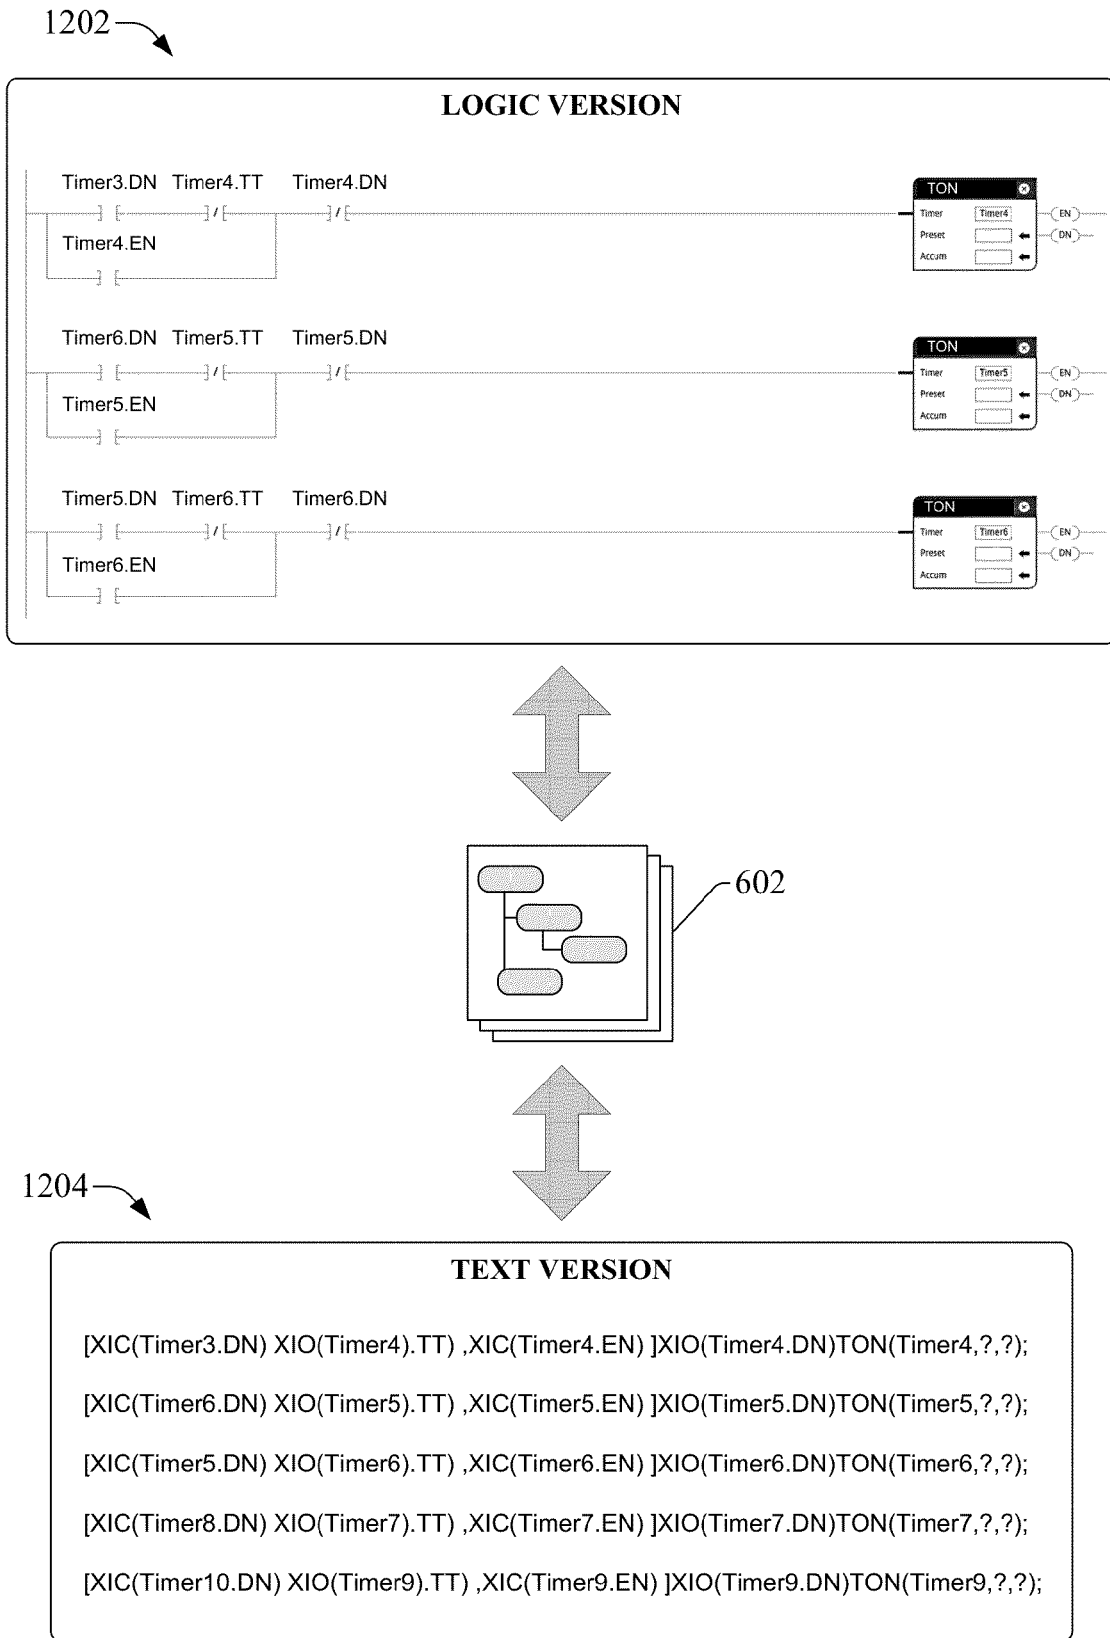 1202
LOGIC VERSION
Timer3.DN Timer4.TT Timer4.DN
Timer4.EN
TON
Timer Timer4 EN
Preset DN
Accum
Timer6.DN Timer5.TT Timer5.DN
Timer5.EN
TON
Timer Timer5 EN
Preset DN
Accum
Timer5.DN Timer6.TT Timer6.DN
Timer6.EN
TON
Timer Timer6 EN
Preset DN
Accum
602
1204
TEXT VERSION
[XIC(Timer3.DN) XIO(Timer4).TT) ,XIC(Timer4.EN) ]XIO(Timer4.DN)TON(Timer4,?,?);
[XIC(Timer6.DN) XIO(Timer5).TT) ,XIC(Timer5.EN) ]XIO(Timer5.DN)TON(Timer5,?,?);
[XIC(Timer5.DN) XIO(Timer6).TT) ,XIC(Timer6.EN) ]XIO(Timer6.DN)TON(Timer6,?,?);
[XIC(Timer8.DN) XIO(Timer7).TT) ,XIC(Timer7.EN) ]XIO(Timer7.DN)TON(Timer7,?,?);
[XIC(Timer10.DN) XIO(Timer9).TT) ,XIC(Timer9.EN) ]XIO(Timer9.DN)TON(Timer9,?,?);